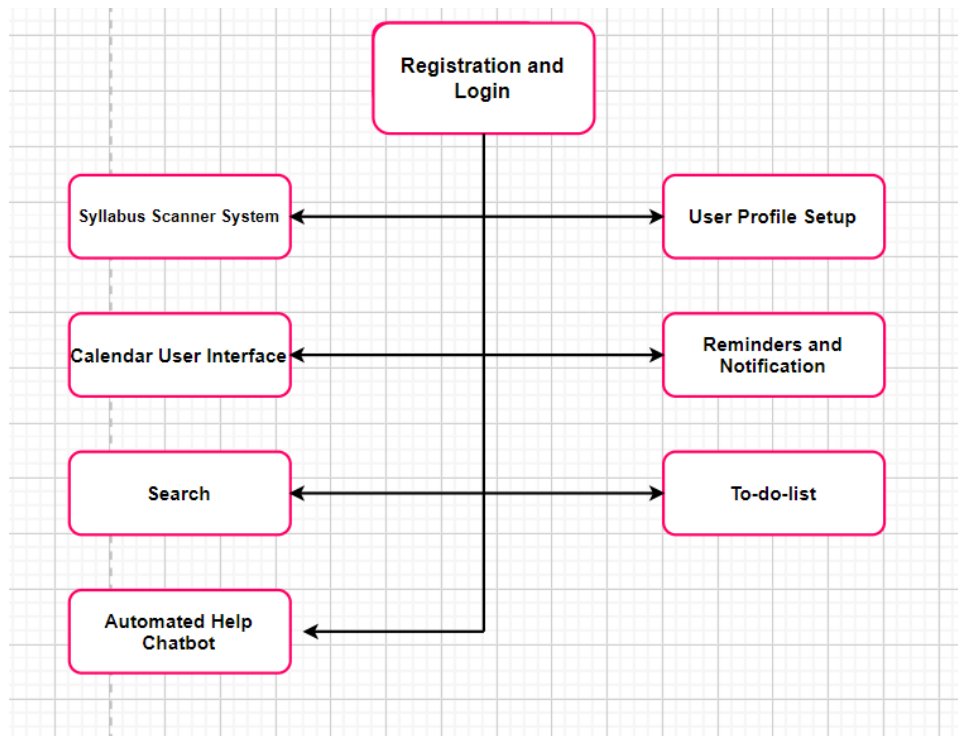 Registration and
Login
Syllabus Scanner System
User Profile Setup
Calendar User Interface
Reminders and
Notification
Search
To-do-list
Automated Help
Chatbot